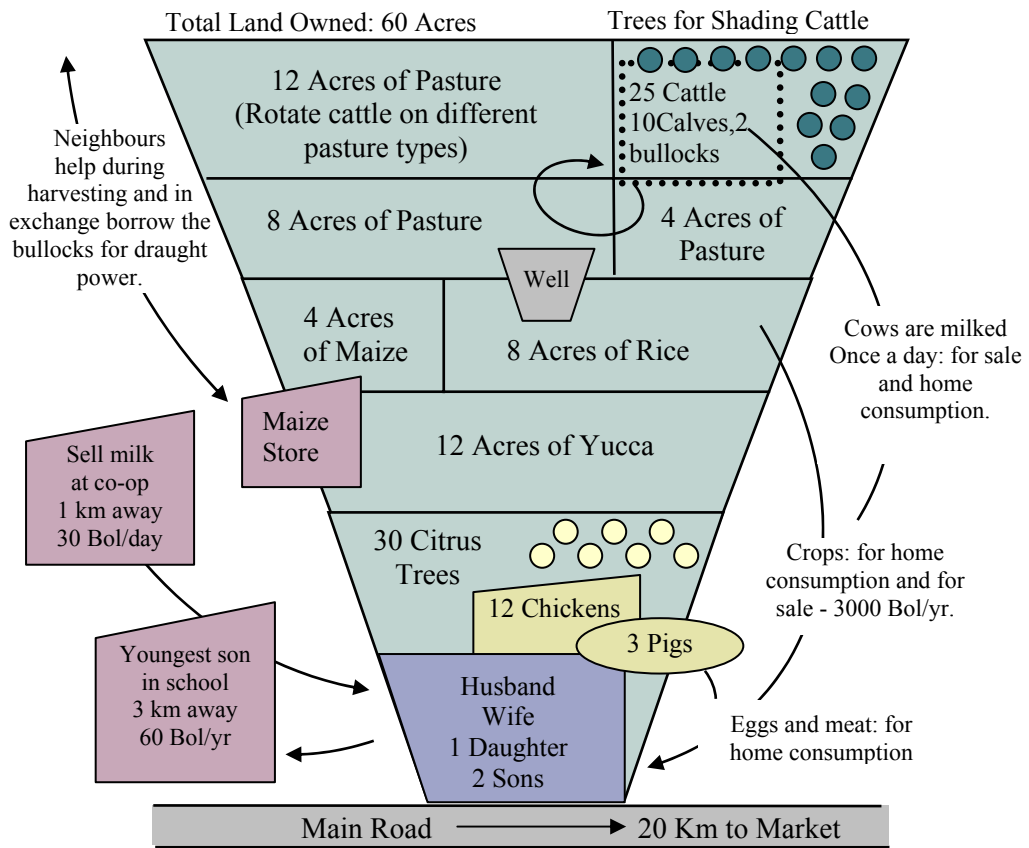 Total Land Owned: 60 Acres
Trees for Shading Cattle
12 Acres of Pasture
(Rotate cattle on different
pasture types)
25 Cattle
10Calves,2
bullocks
Neighbours
help during
harvesting and in
exchange borrow the
bullocks for draught
power.
8 Acres of Pasture
4 Acres of
Pasture
Well
4 Acres
of Maize
8 Acres of Rice
Cows are milked
Once a day: for sale
and home
consumption.
Maize
Store
12 Acres of Yucca
Sell milk
at co-op
1 km away
30 Bol/day
30 Citrus
Trees
Crops: for home
consumption and for
sale - 3000 Bol/yr.
12 Chickens
3 Pigs
Youngest son
in school
3 km away
60 Bol/yr
Husband
Wife
1 Daughter
2 Sons
Eggs and meat: for
home consumption
Main Road
20 Km to Market